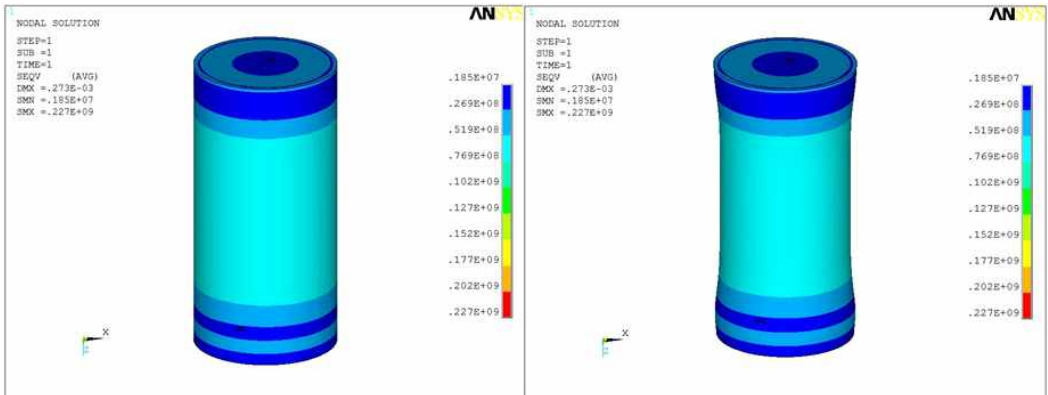 1
ANSYS
NODAL SOLUTION
STEP=1
SUB =1
TIME=1
SEQV (AVG)
DMX =.273E-03
SMN =.185E+07
SMX =.227E+09
.185E+07
.269E+08
.519E+08
.769E+08
.102E+09
.127E+09
.152E+09
.177E+09
.202E+09
.227E+09
X
1
ANSYS
NODAL SOLUTION
STEP=1
SUB =1
TIME=1
SEQV (AVG)
DMX =.273E-03
SMN =.185E+07
SMX =.227E+09
.185E+07
.269E+08
.519E+08
.769E+08
.102E+09
.127E+09
.152E+09
.177E+09
.202E+09
.227E+09
X